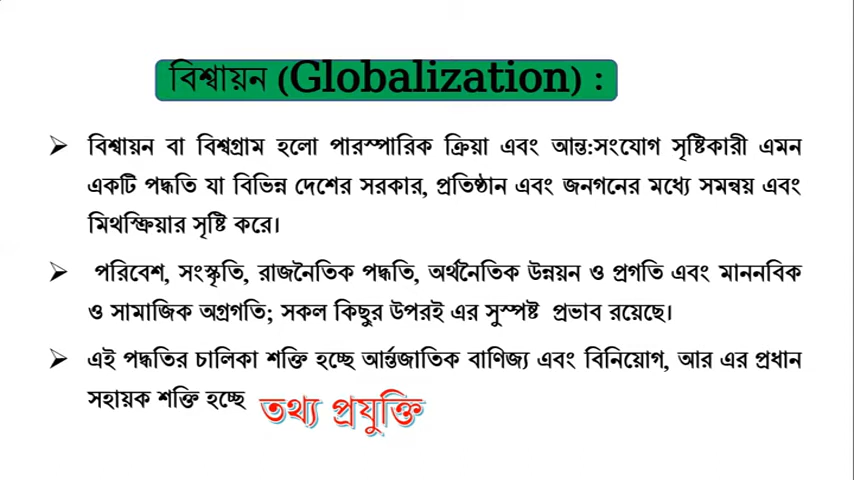 বিশ্বায়ন (Globalization) :
➢ বিশ্বায়ন বা বিশ্বগ্রাম হলো পারস্পারিক ক্রিয়া এবং আন্ত:সংযোগ সৃষ্টিকারী এমন
একটি পদ্ধতি যা বিভিন্ন দেশের সরকার, প্রতিষ্ঠান এবং জনগনের মধ্যে সমন্বয় এবং
মিথস্ক্রিয়ার সৃষ্টি করে।
➢ পরিবেশ, সংস্কৃতি, রাজনৈতিক পদ্ধতি, অর্থনৈতিক উন্নয়ন ও প্রগতি এবং মাননবিক
ও সামাজিক অগ্রগতি; সকল কিছুর উপরই এর সুস্পষ্ট প্রভাব রয়েছে।
➢ এই পদ্ধতির চালিকা শক্তি হচ্ছে আর্ন্তজাতিক বাণিজ্য এবং বিনিয়োগ, আর এর প্রধান
সহায়ক শক্তি হচ্ছে তথ্য প্রযুক্তি